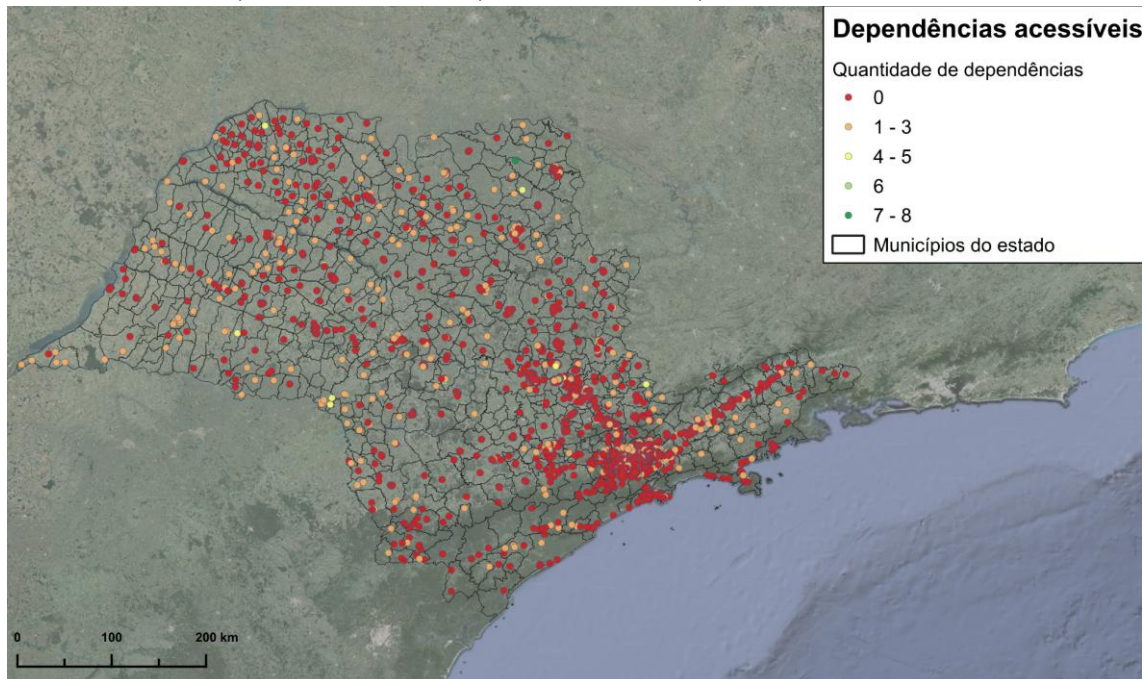 Dependências acessíveis
Quantidade de dependências
0
1 - 3
4 - 5
6
7 - 8
Municípios do estado
0 100 200 km